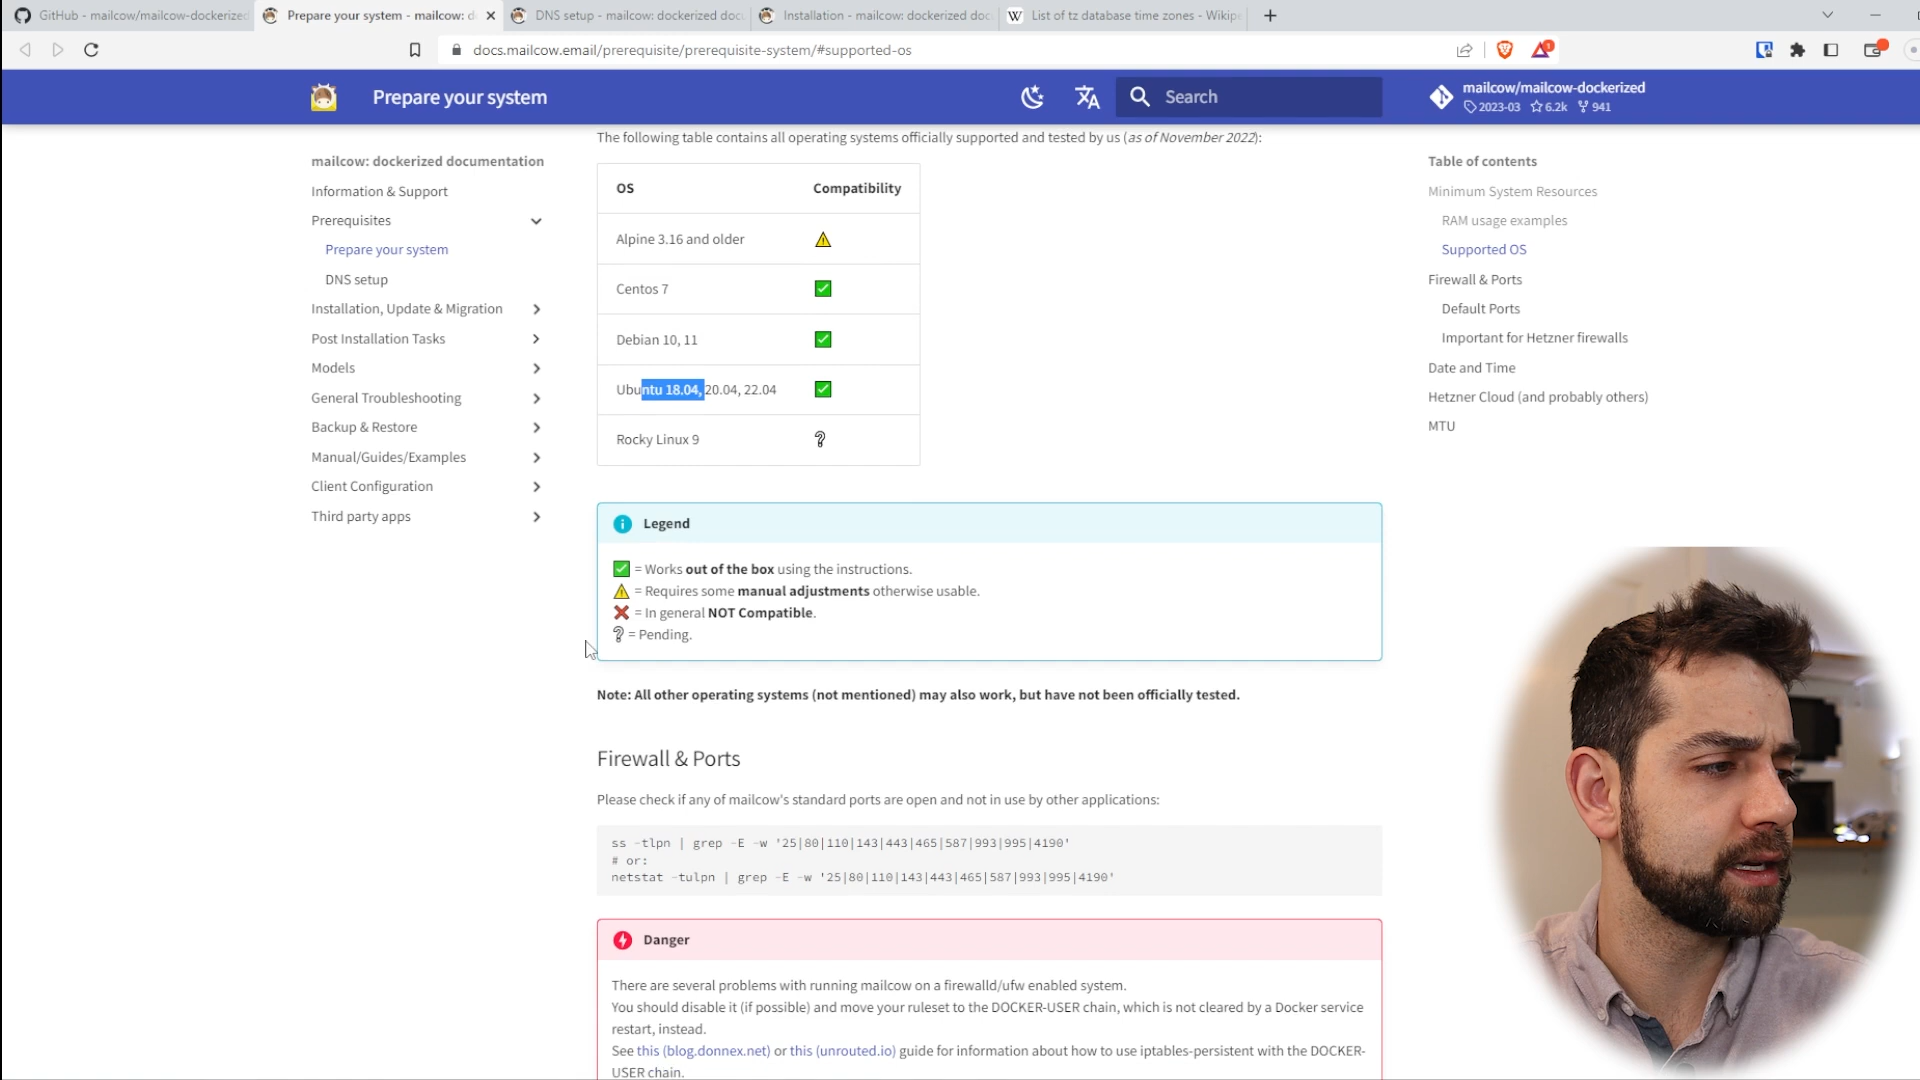 GitHub - mailcow/mailcow-dockerized
Prepare your system - mailcow: d
DNS setup - mailcow: dockerized doc
Installation - mailcow: dockerized doc
W List of tz database time zones - Wikipe
docs.mailcow.email/prerequisite/prerequisite-system/#supported-os
1
Prepare your system
Search
mailcow/mailcow-dockerized
2023-03 6.2k 941
mailcow: dockerized documentation
Information & Support
Prerequisites
Prepare your system
DNS setup
Installation, Update & Migration
Post Installation Tasks
Models
General Troubleshooting
Backup & Restore
Manual/Guides/Examples
Client Configuration
Third party apps
The following table contains all operating systems officially supported and tested by us (as of November 2022):
OS Compatibility
Alpine 3.16 and older ⚠
Centos 7 ✅
Debian 10, 11 ✅
Ubuntu 18.04, 20.04, 22.04 ✅
Rocky Linux 9 ❔
Legend
✅ = Works out of the box using the instructions.
⚠ = Requires some manual adjustments otherwise usable.
❌ = In general NOT Compatible.
❔ = Pending.
Note: All other operating systems (not mentioned) may also work, but have not been officially tested.
Firewall & Ports
Please check if any of mailcow's standard ports are open and not in use by other applications:
ss -tlpn | grep -E -w '25|80|110|143|443|465|587|993|995|4190'
# or:
netstat -tulpn | grep -E -w '25|80|110|143|443|465|587|993|995|4190'
Danger
There are several problems with running mailcow on a firewalld/ufw enabled system.
You should disable it (if possible) and move your ruleset to the DOCKER-USER chain, which is not cleared by a Docker service
restart, instead.
See this (blog.donnex.net) or this (unrouted.io) guide for information about how to use iptables-persistent with the DOCKER-
USER chain.
Table of contents
Minimum System Resources
RAM usage examples
Supported OS
Firewall & Ports
Default Ports
Important for Hetzner firewalls
Date and Time
Hetzner Cloud (and probably others)
MTU